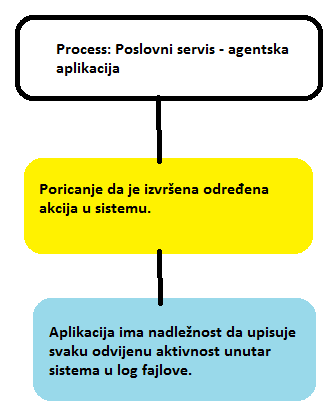 Process: Poslovni servis - agentska
aplikacija
Poricanje da je izvršena određena
akcija u sistemu.
Aplikacija ima nadležnost da upisuje
svaku odvijenu aktivnost unutar
sistema u log fajlove.